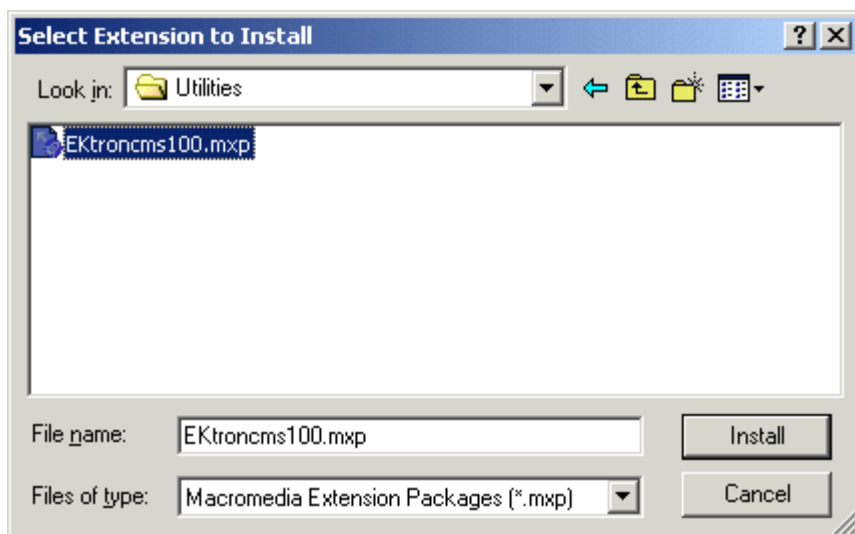 Select Extension to Install
Look in: Utilities
EKtroncms100.mxp
File name: EKtroncms100.mxp Install
Files of type: Macromedia Extension Packages (*.mxp) Cancel